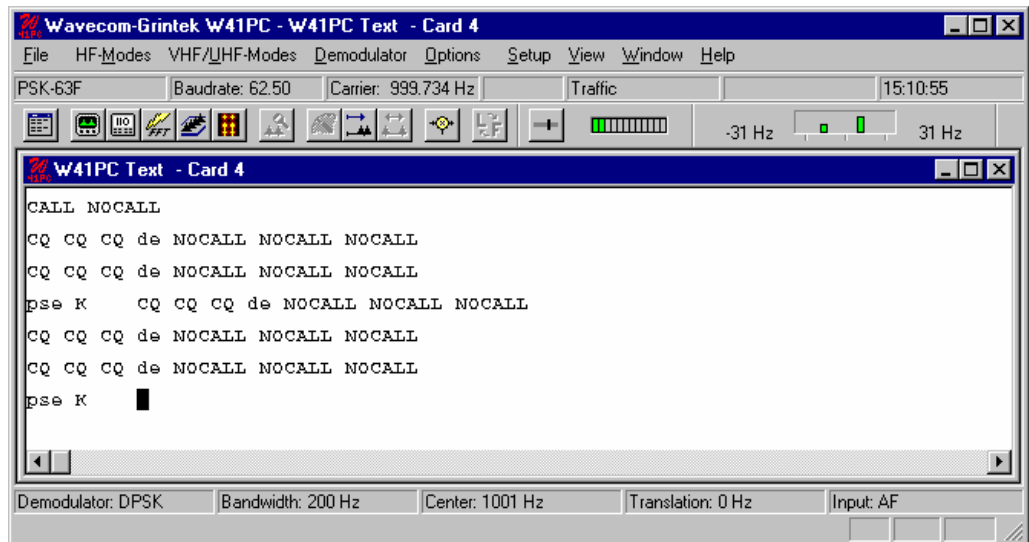 Wavecom-Grintek W41PC - W41PC Text - Card 4
File HF-Modes VHF/UHF-Modes Demodulator Options Setup View Window Help
PSK-63F Baudrate: 62.50 Carrier: 999.734 Hz Traffic 15:10:55
-31 Hz 31 Hz
W41PC Text - Card 4
CALL NOCALL
CQ CQ CQ de NOCALL NOCALL NOCALL
CQ CQ CQ de NOCALL NOCALL NOCALL
pse K CQ CQ CQ de NOCALL NOCALL NOCALL
CQ CQ CQ de NOCALL NOCALL NOCALL
CQ CQ CQ de NOCALL NOCALL NOCALL
pse K
Demodulator: DPSK Bandwidth: 200 Hz Center: 1001 Hz Translation: 0 Hz Input: AF